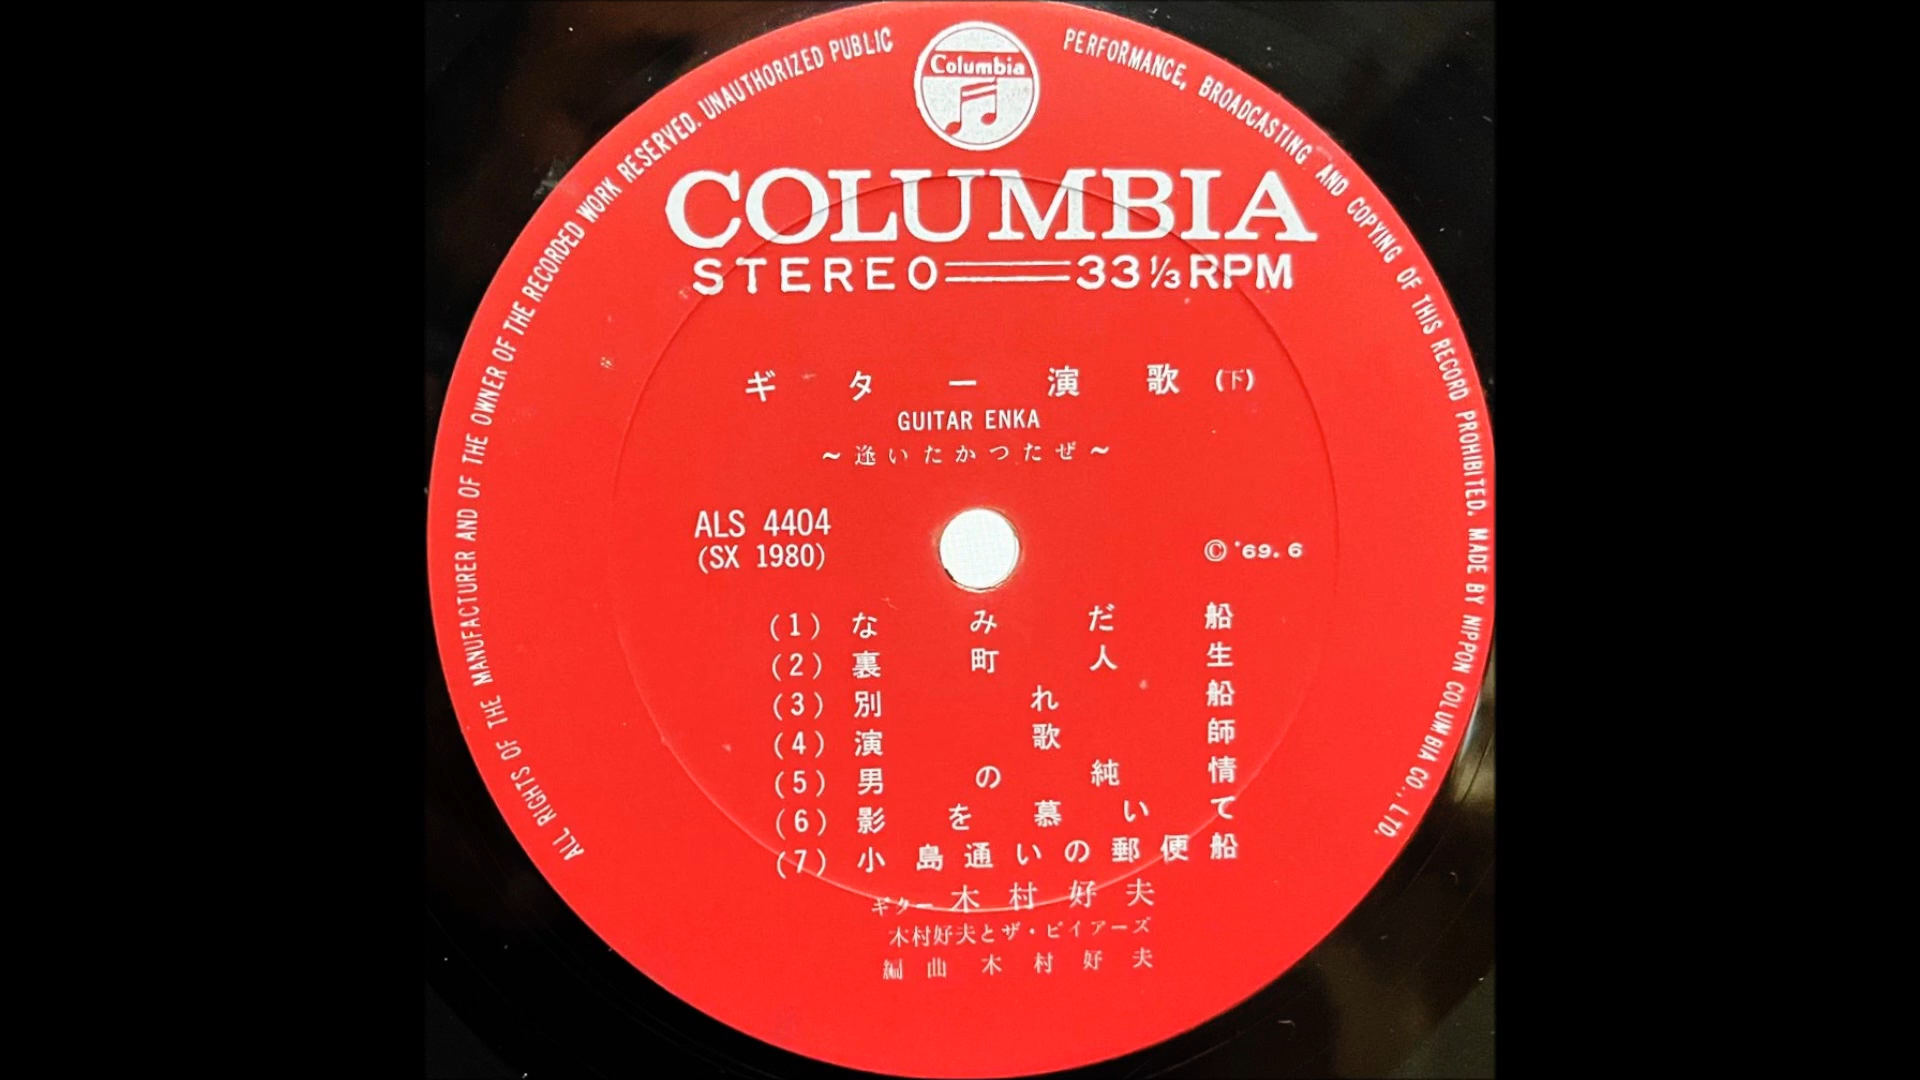 ALL RIGHTS OF THE MANUFACTURER AND OF THE OWNER OF THE RECORDED WORK RESERVED. UNAUTHORIZED PUBLIC PERFORMANCE, BROADCASTING AND COPYING OF THIS RECORD PROHIBITED. MADE BY NIPPON COLUMBIA CO., LTD.
Columbia
COLUMBIA
STEREO 33 1/3 RPM
ギター演歌 (下)
GUITAR ENKA
~逢いたかつたぜ~
ALS 4404
(SX 1980)
© '69. 6
(1) なみだ船
(2) 裏町人生
(3) 別れ船
(4) 演歌師
(5) 男の純情
(6) 影を慕いて
(7) 小島通いの郵便船
ギター 木村好夫
木村好夫とザ・ビイアーズ
編曲 木村好夫